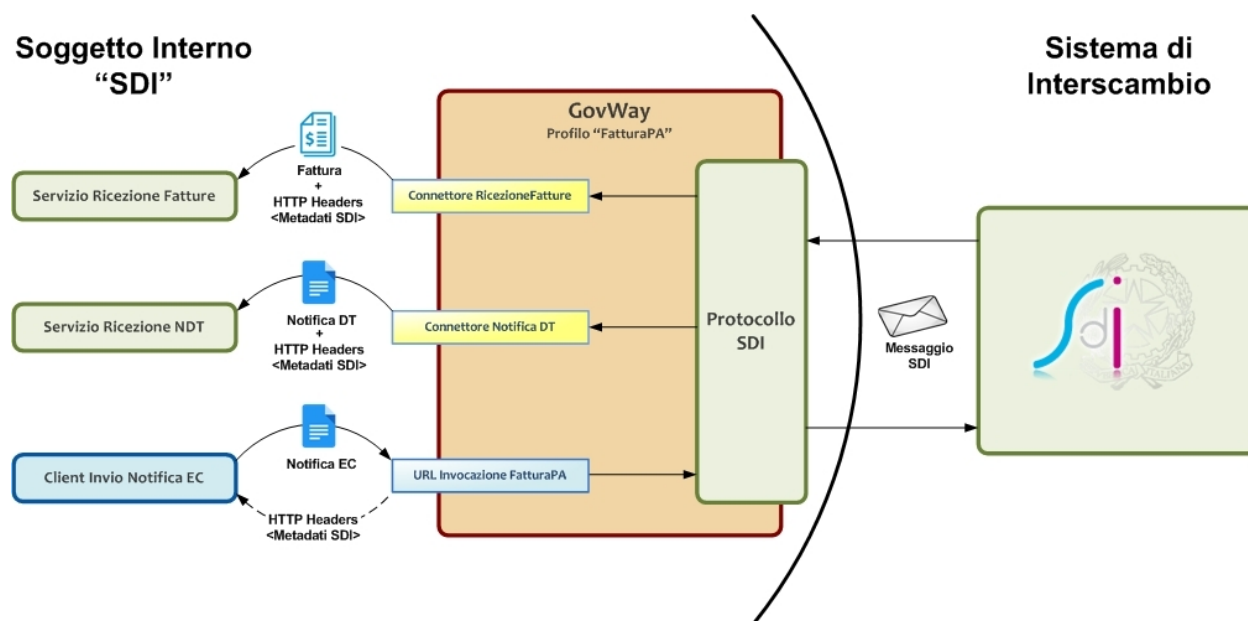 Soggetto Interno
“SDI”
Sistema di
Interscambio
GovWay
Profilo “FatturaPA”
Fattura
+
HTTP Headers
<Metadati SDI>
Servizio Ricezione Fatture
Connettore RicezioneFatture
Notifica DT
+
HTTP Headers
<Metadati SDI>
Servizio Ricezione NDT
Connettore Notifica DT
Protocollo
SDI
Messaggio
SDI
Sdi
Notifica EC
Client Invio Notifica EC
URL Invocazione FatturaPA
HTTP Headers
<Metadati SDI>